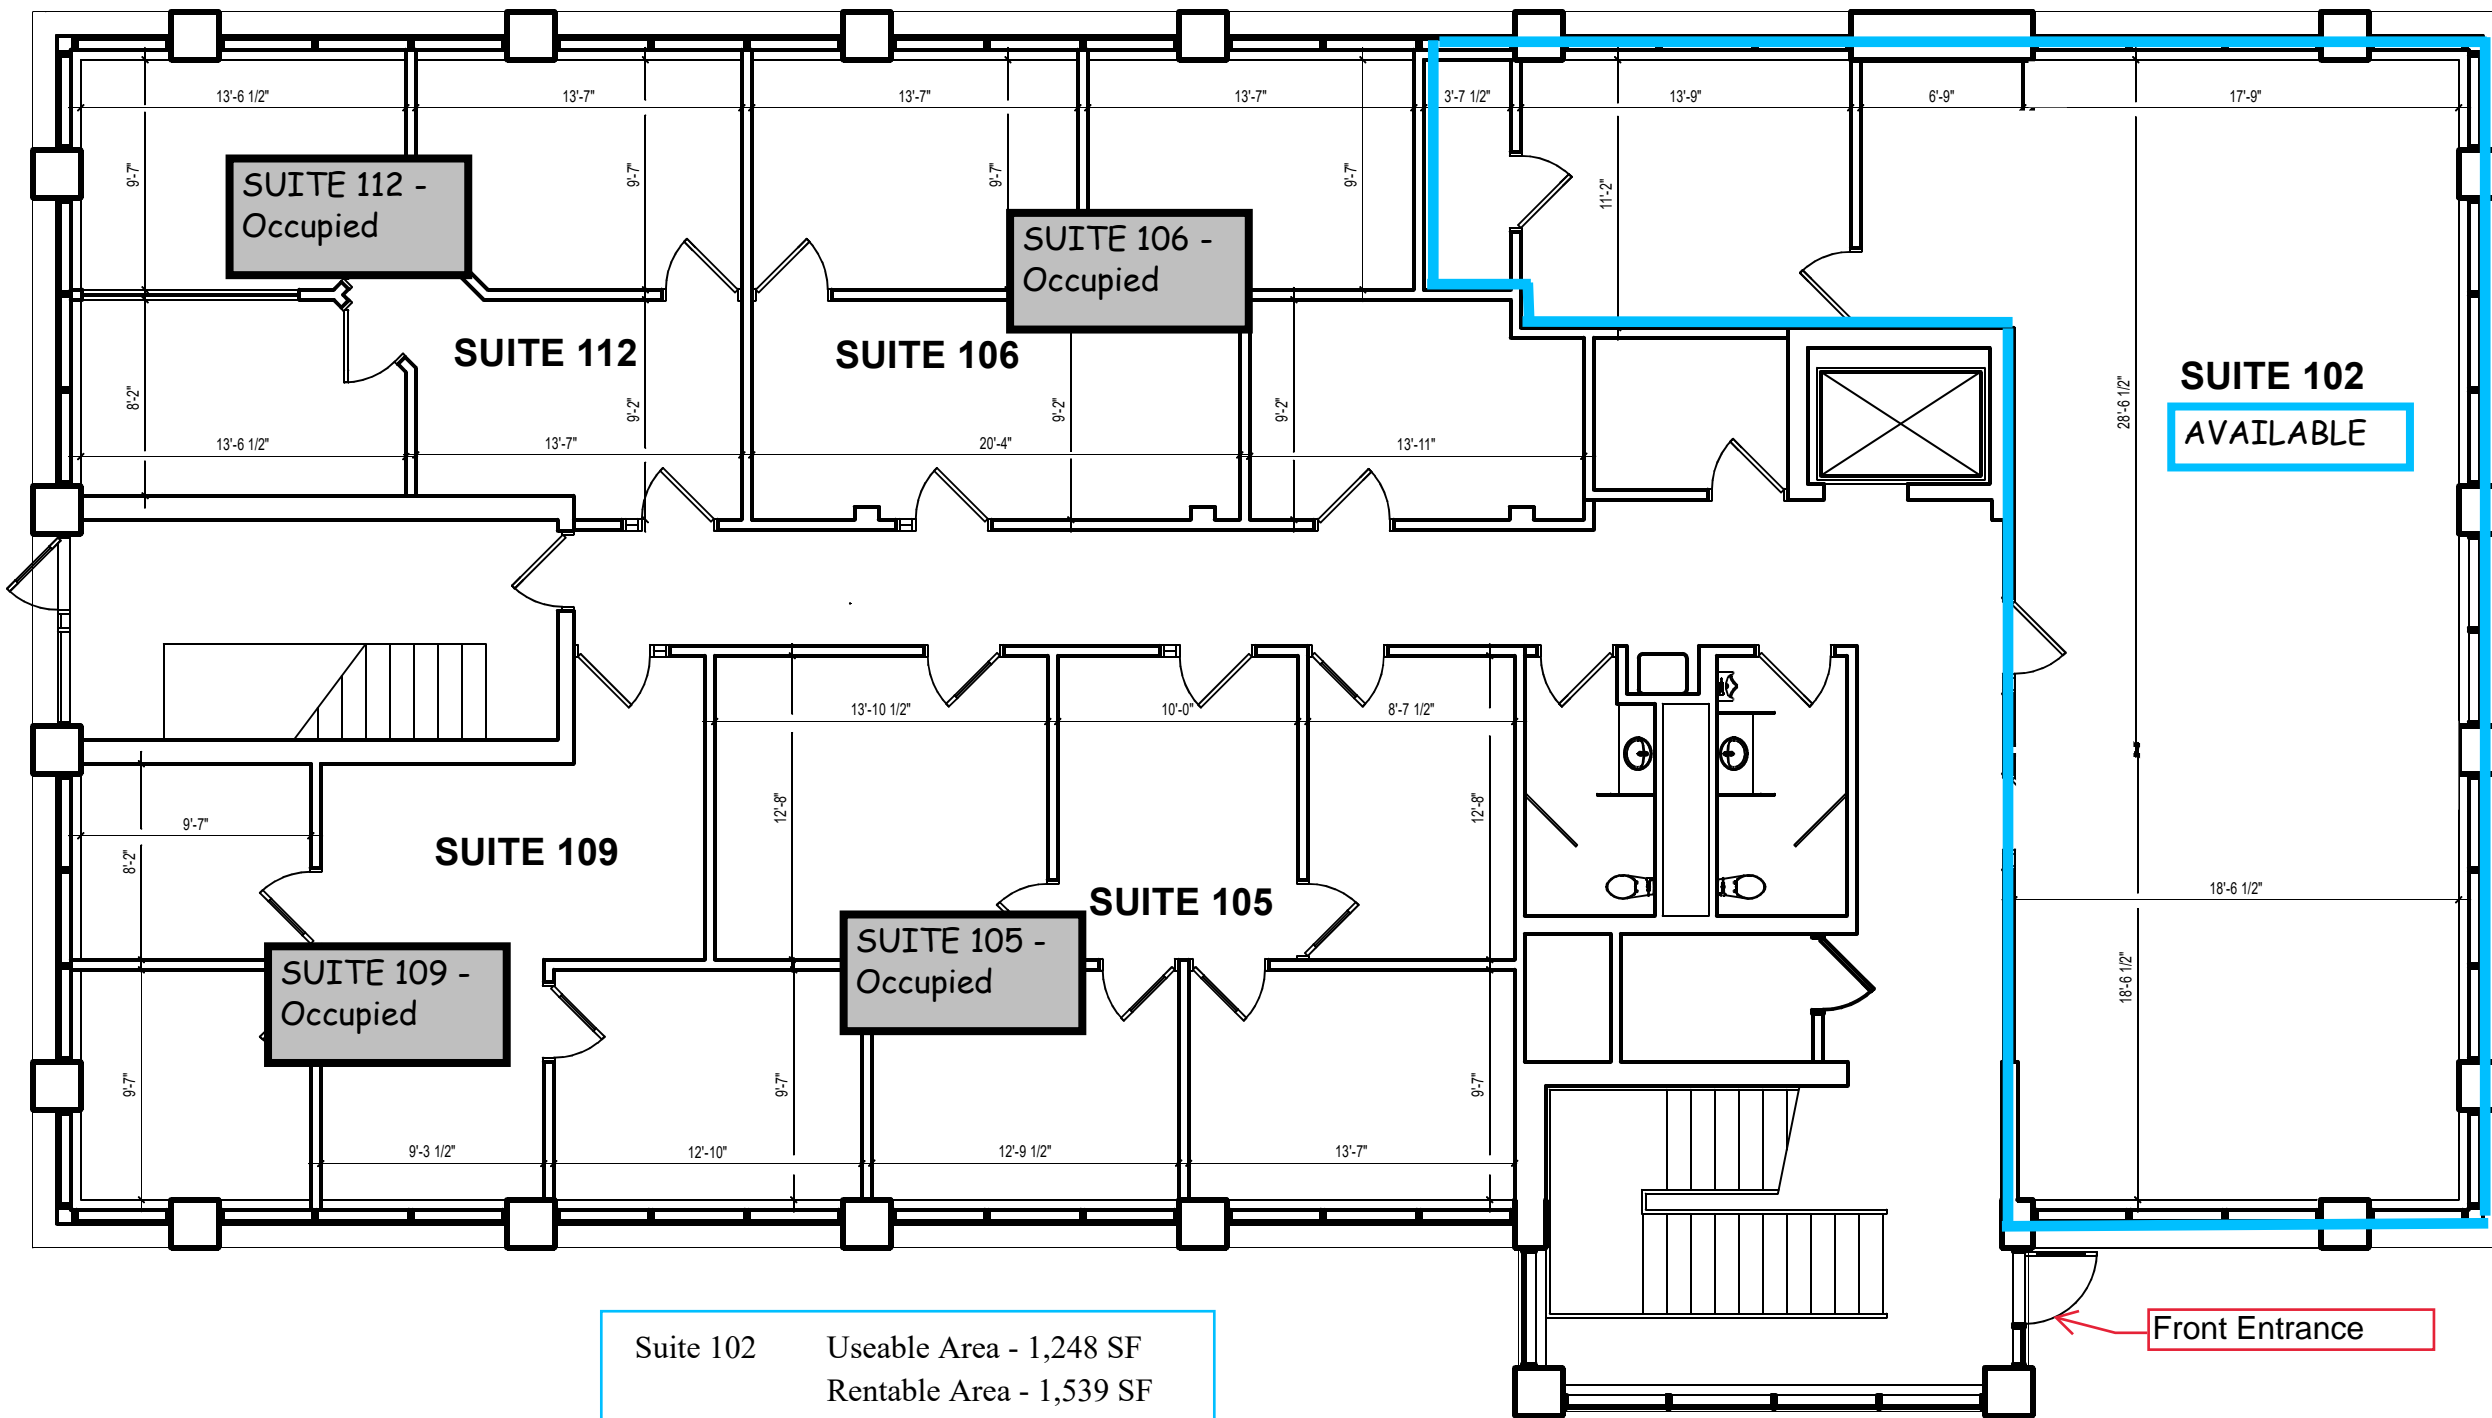 13'-6 1/2"
13'-7"
13'-7"
13'-7"
3'-7 1/2"
13'-9"
6'-9"
17'-9"
9'-7"
9'-7"
9'-7"
9'-7"
11'-2"
SUITE 112 -
Occupied
SUITE 106 -
Occupied
SUITE 112
SUITE 106
SUITE 102
AVAILABLE
8'-2"
9'-2"
9'-2"
9'-2"
28'-6 1/2"
13'-6 1/2"
13'-7"
20'-4"
13'-11"
13'-10 1/2"
10'-0"
8'-7 1/2"
12'-8"
12'-8"
9'-7"
8'-2"
SUITE 109
SUITE 105
18'-6 1/2"
SUITE 109 -
Occupied
SUITE 105 -
Occupied
18'-6 1/2"
9'-7"
9'-7"
9'-7"
9'-3 1/2"
12'-10"
12'-9 1/2"
13'-7"
Front Entrance
Suite 102 Useable Area - 1,248 SF
Rentable Area - 1,539 SF